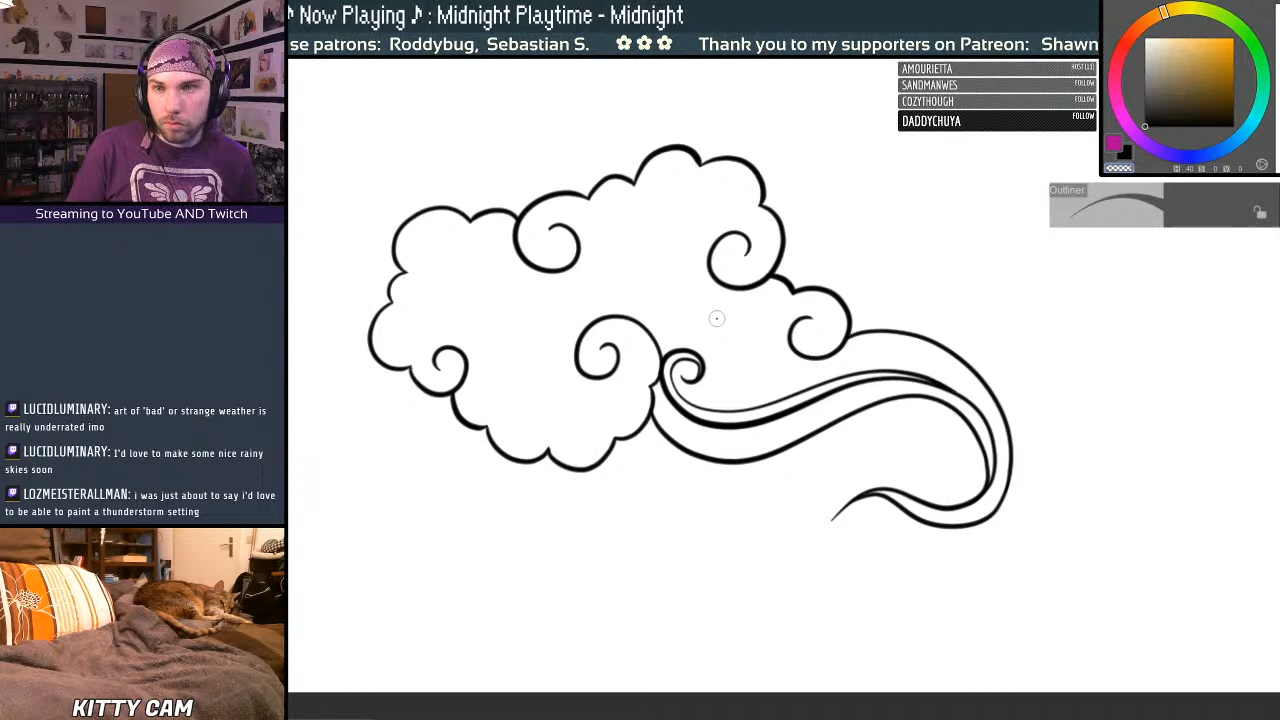 ♪ Now Playing ♪ : Midnight Playtime - Midnight
se patrons: Roddybug, Sebastian S. ✿ ✿ ✿ Thank you to my supporters on Patreon: Shawn
AMOURIETTA
SANDMANWES FOLLOW
COZYTHOUGH FOLLOW
DADDYCHUYA FOLLOW
Outliner
Streaming to YouTube AND Twitch
LUCIDLUMINARY: art of 'bad' or strange weather is
really underrated imo
LUCIDLUMINARY: I'd love to make some nice rainy
skies soon
LOZMEISTERALLMAN: i was just about to say i'd love
to be able to paint a thunderstorm setting
KITTY CAM